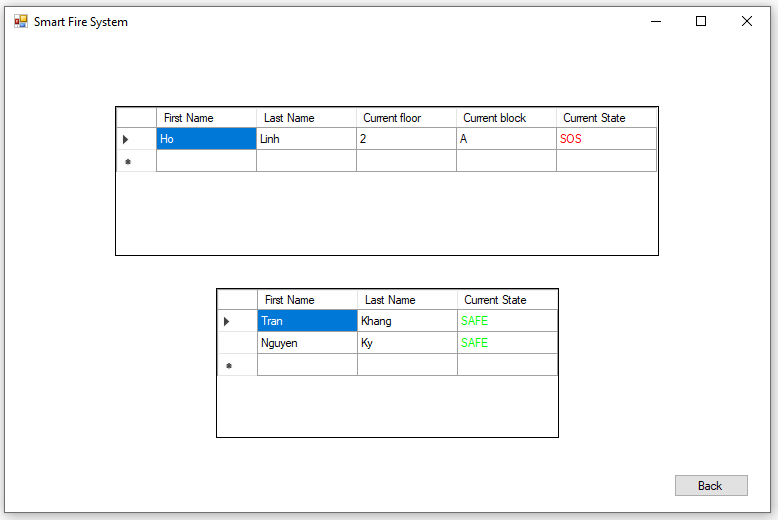 Smart Fire System
First Name Last Name Current floor Current block Current State
Ho Linh 2 A SOS
First Name Last Name Current State
Tran Khang SAFE
Nguyen Ky SAFE
Back